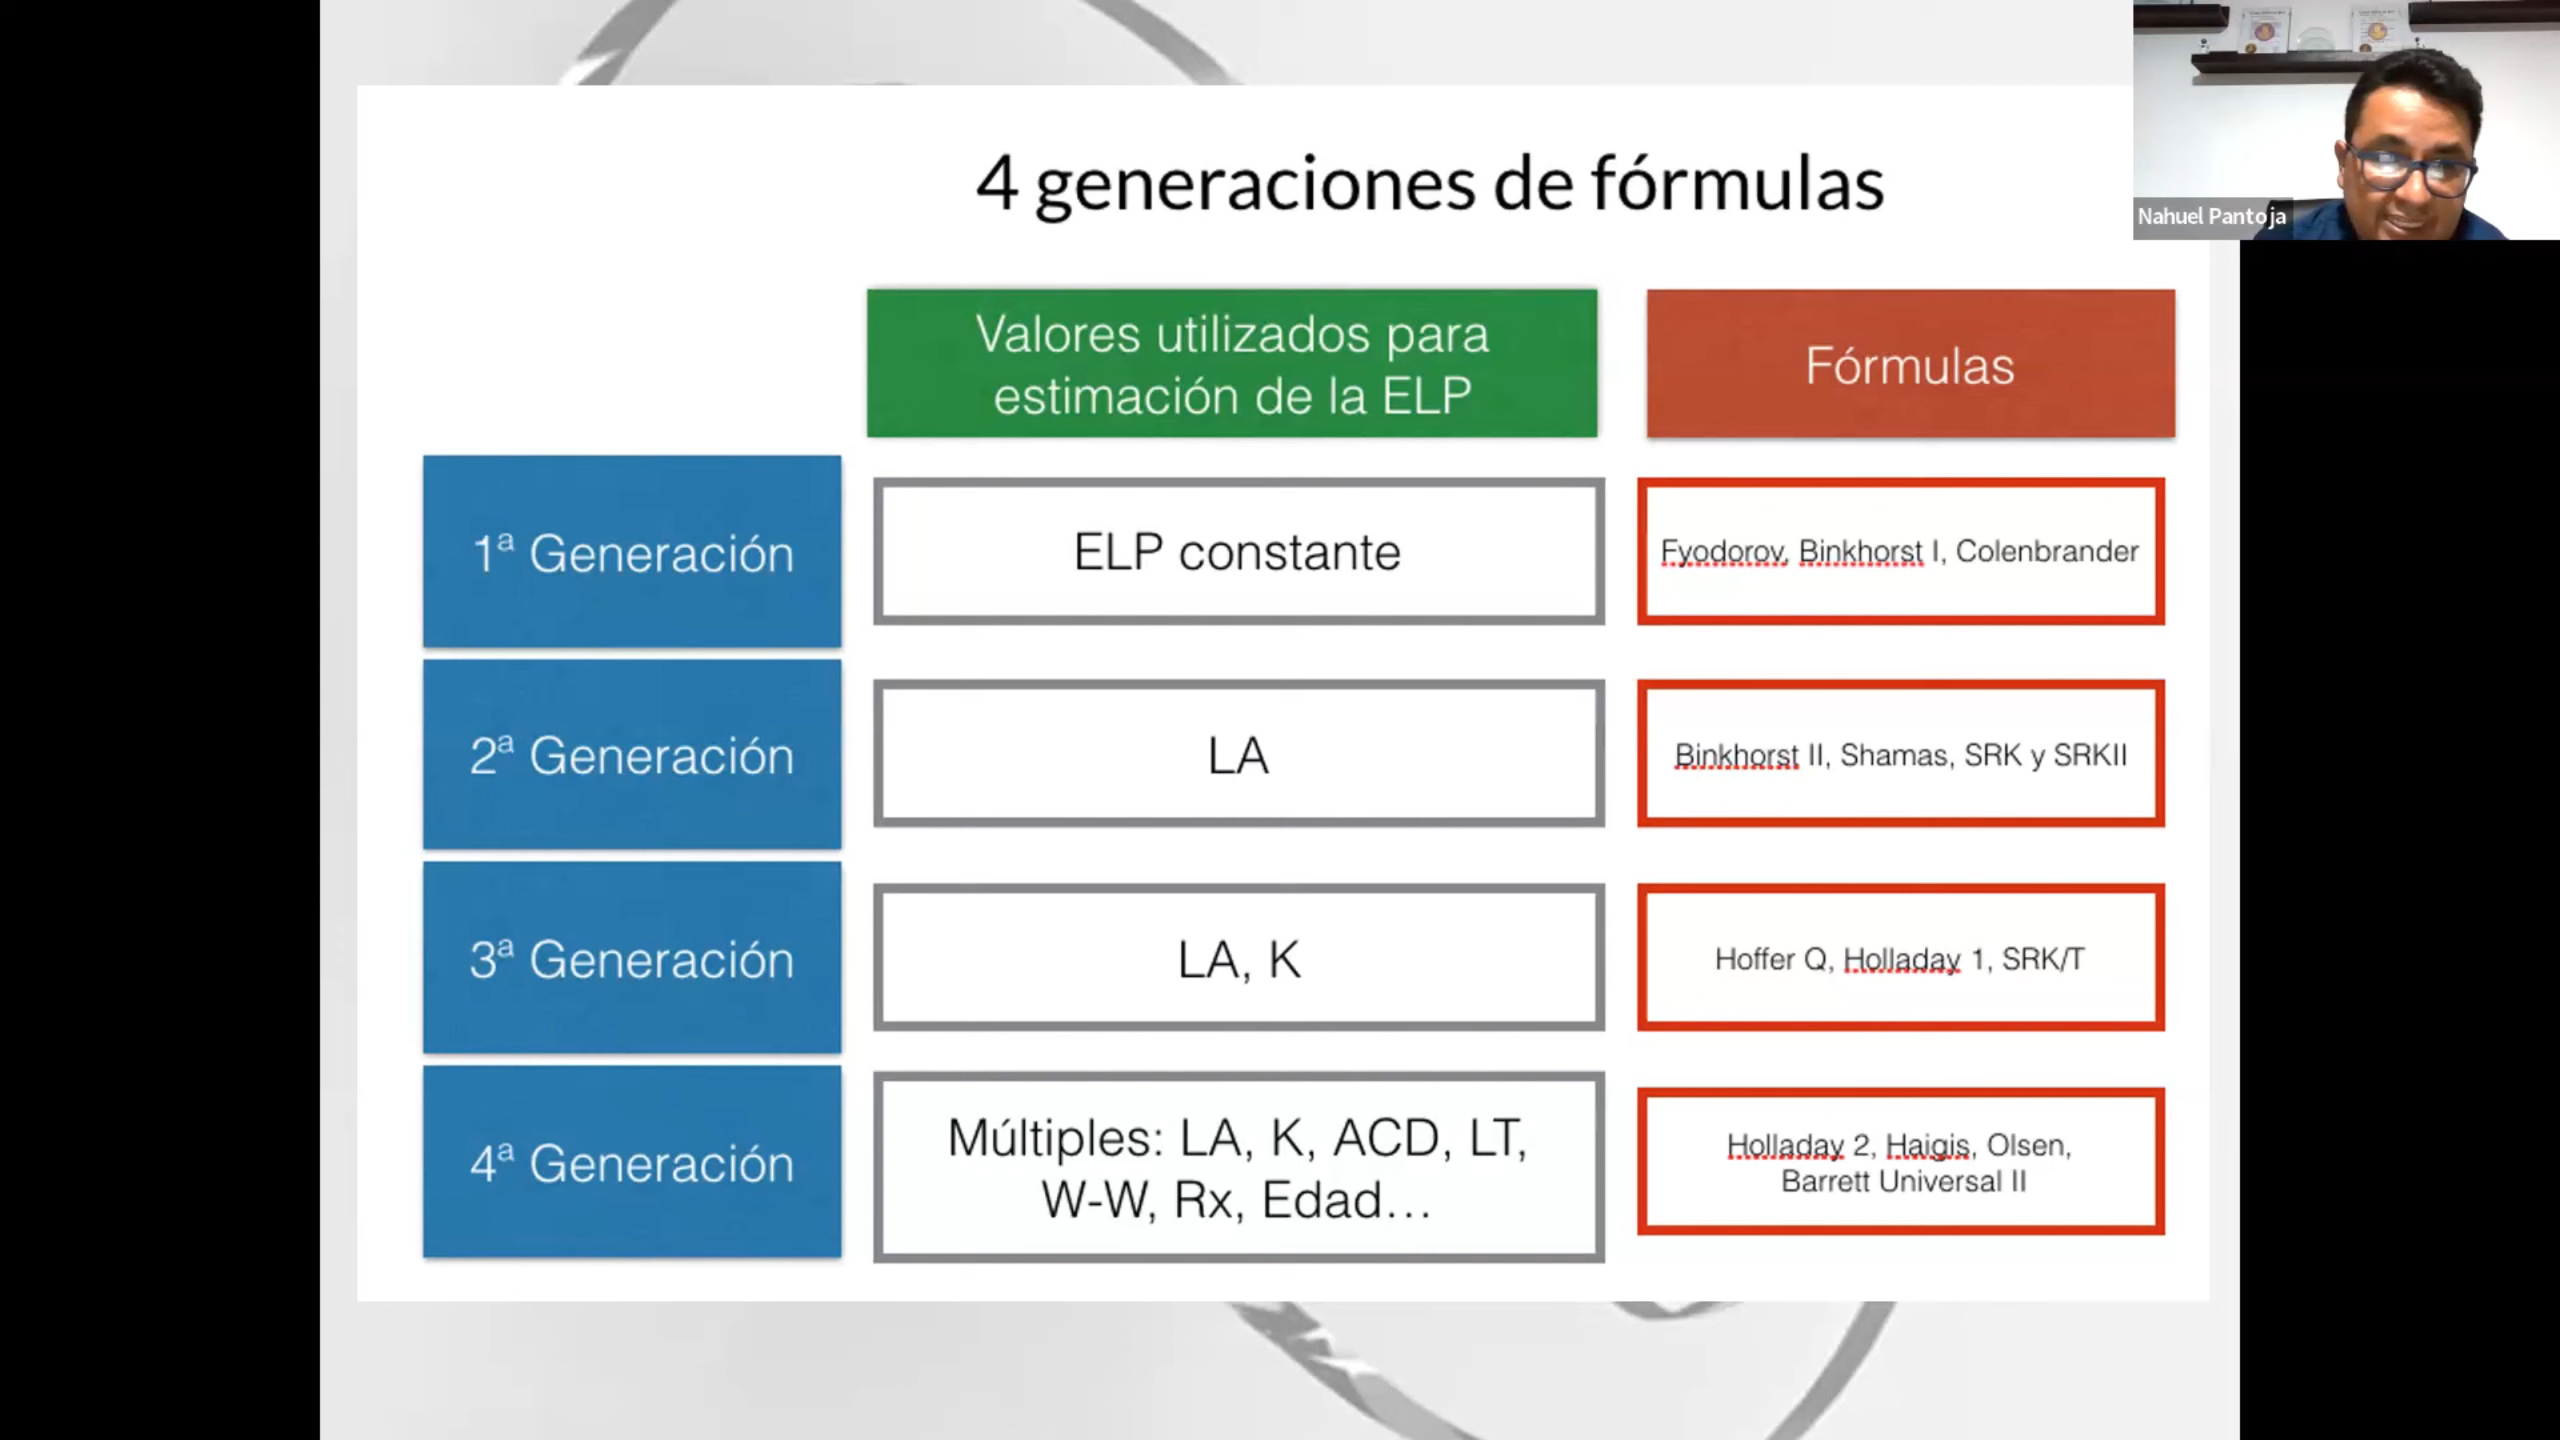 4 generaciones de fórmulas
Nahuel Pantoja
Valores utilizados para
estimación de la ELP
Fórmulas
1ª Generación
ELP constante
Fyodorov, Binkhorst I, Colenbrander
2ª Generación
LA
Binkhorst II, Shamas, SRK y SRKII
3ª Generación
LA, K
Hoffer Q, Holladay 1, SRK/T
4ª Generación
Múltiples: LA, K, ACD, LT,
W-W, Rx, Edad...
Holladay 2, Haigis, Olsen,
Barrett Universal II